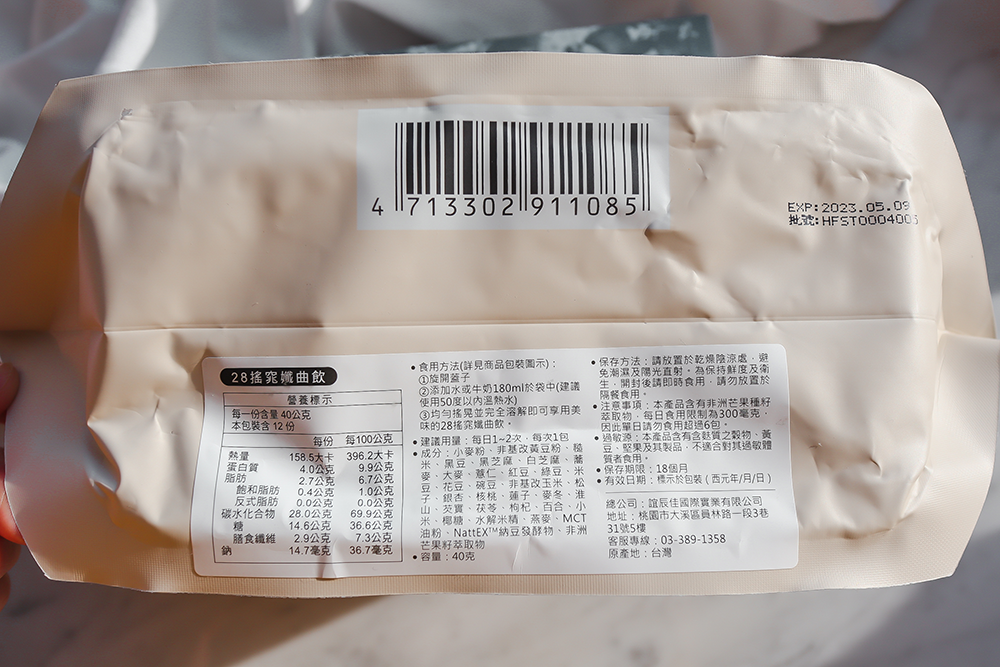 4 713302 911085
EXP:2023.05.09
批號:HFST0004003
28搖窕孅曲飲
營養標示
每一份含量 40公克
本包裝含 12 份
每份 每100公克
熱量 158.5大卡 396.2大卡
蛋白質 4.0公克 9.9公克
脂肪 2.7公克 6.7公克
飽和脂肪 0.4公克 1.0公克
反式脂肪 0.0公克 0.0公克
碳水化合物 28.0公克 69.9公克
糖 14.6公克 36.6公克
膳食纖維 2.9公克 7.3公克
鈉 14.7毫克 36.7毫克
•食用方法(詳見商品包裝圖示):
①旋開蓋子
②添加水或牛奶180ml於袋中(建議
使用50度以內溫熱水)
③均勻搖晃並完全溶解即可享用美
味的28搖窕孅曲飲。
•建議用量:每日1~2次,每次1包
•成分:小麥粉、非基改黃豆粉、糙
米、黑豆、黑芝麻、白芝麻、蕎
麥、大麥、薏仁、紅豆、綠豆、米
豆、花豆、碗豆、非基改玉米、松
子、銀杏、核桃、蓮子、麥冬、淮
山、芡實、茯苓、枸杞、百合、小
米、椰糖、水解米精、燕麥、MCT
油粉、NattEX™納豆發酵物、非洲
芒果籽萃取物
•容量:40克
•保存方法:請放置於乾燥陰涼處,避
免潮濕及陽光直射。為保持鮮度及衛
生,開封後請即時食用,請勿放置於
隔餐食用。
•注意事項:本產品含有非洲芒果種籽
萃取物,每日食用限制為300毫克,
因此單日請勿食用超過6包。
•過敏源:本產品含有含麩質之穀物、黃
豆、堅果及其製品,不適合對其過敏體
質者食用。
•保存期限:18個月
•有效日期:標示於包裝(西元年/月/日)
總公司:誼辰佳國際實業有限公司
地址:桃園市大溪區員林路一段3巷
31號5樓
客服專線:03-389-1358
原產地:台灣